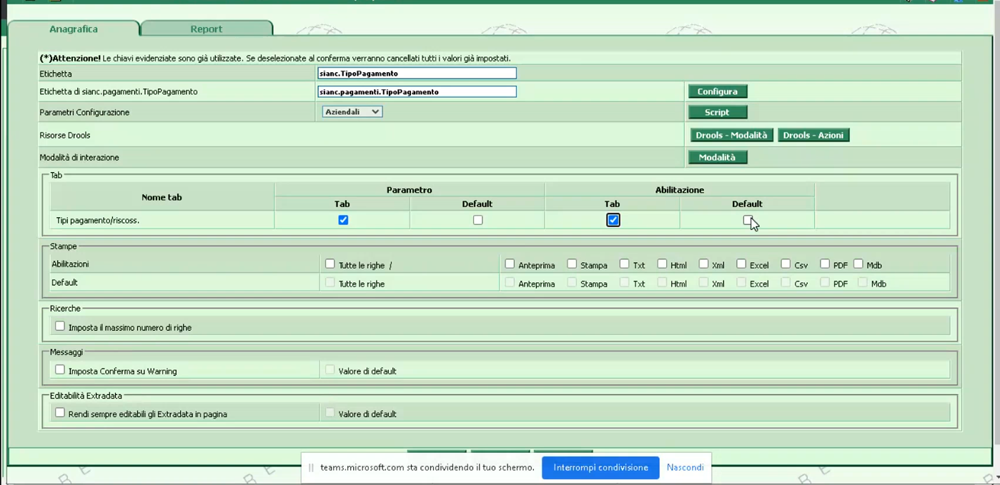 Anagrafica Report
(*)Attenzione! Le chiavi evidenziate sono già utilizzate. Se deselezionate al conferma verranno cancellati tutti i valori già impostati.
Etichetta sianc.TipoPagamento
Etichetta di sianc.pagamenti.TipoPagamento sianc.pagamenti.TipoPagamento Configura
Parametri Configurazione Aziendali Script
Risorse Drools Drools - Modalità Drools - Azioni
Modalità di interazione Modalità
Tab
Nome tab Parametro Abilitazione
Tab Default Tab Default
Tipi pagamento/riscoss.
Stampe
Abilitazioni Tutte le righe / Anteprima Stampa Txt Html Xml Excel Csv PDF Mdb
Default Tutte le righe Anteprima Stampa Txt Html Xml Excel Csv PDF Mdb
Ricerche
Imposta il massimo numero di righe
Messaggi
Imposta Conferma su Warning Valore di default
Editabilità Extradata
Rendi sempre editabili gli Extradata in pagina Valore di default
teams.microsoft.com sta condividendo il tuo schermo. Interrompi condivisione Nascondi